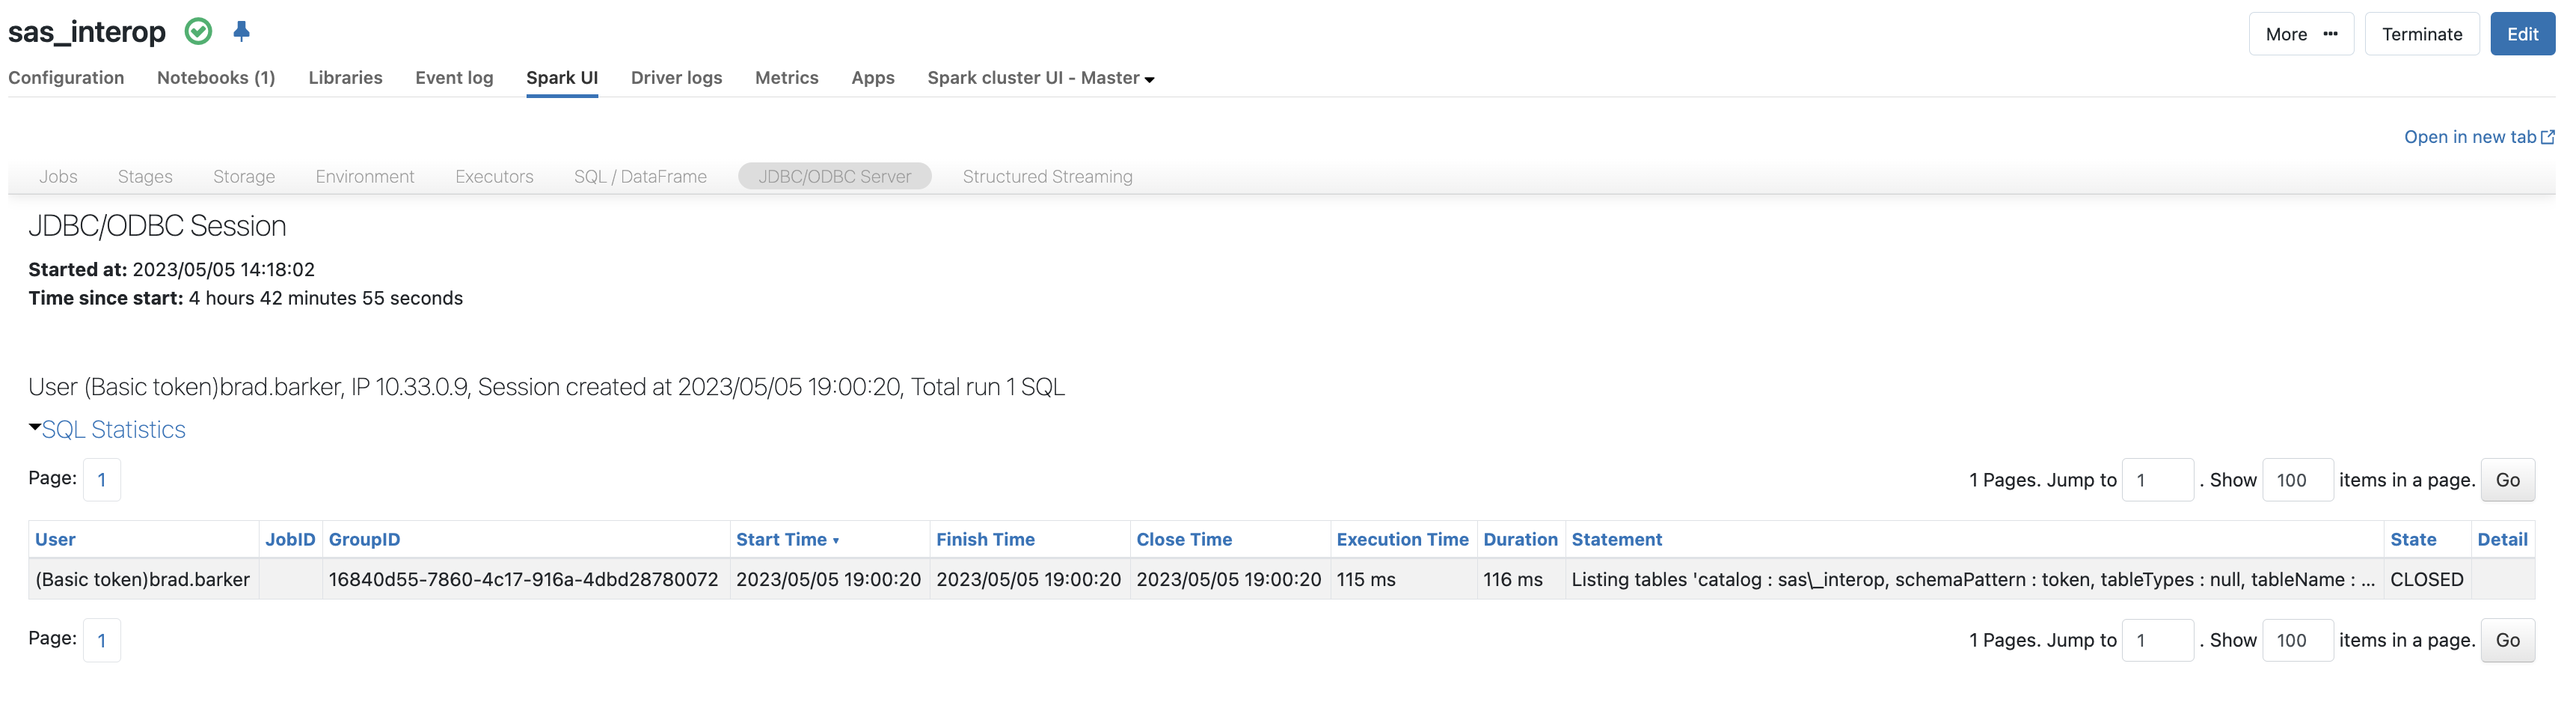 sas_interop More ••• Terminate Edit
Configuration Notebooks (1) Libraries Event log Spark UI Driver logs Metrics Apps Spark cluster UI - Master
Open in new tab
Jobs Stages Storage Environment Executors SQL / DataFrame JDBC/ODBC Server Structured Streaming
JDBC/ODBC Session
Started at: 2023/05/05 14:18:02
Time since start: 4 hours 42 minutes 55 seconds
User (Basic token)brad.barker, IP 10.33.0.9, Session created at 2023/05/05 19:00:20, Total run 1 SQL
SQL Statistics
Page: 1 1 Pages. Jump to 1 . Show 100 items in a page. Go
User JobID GroupID Start Time ▾ Finish Time Close Time Execution Time Duration Statement State Detail
(Basic token)brad.barker 16840d55-7860-4c17-916a-4dbd28780072 2023/05/05 19:00:20 2023/05/05 19:00:20 2023/05/05 19:00:20 115 ms 116 ms Listing tables 'catalog : sas\_interop, schemaPattern : token, tableTypes : null, tableName : ... CLOSED
Page: 1 1 Pages. Jump to 1 . Show 100 items in a page. Go